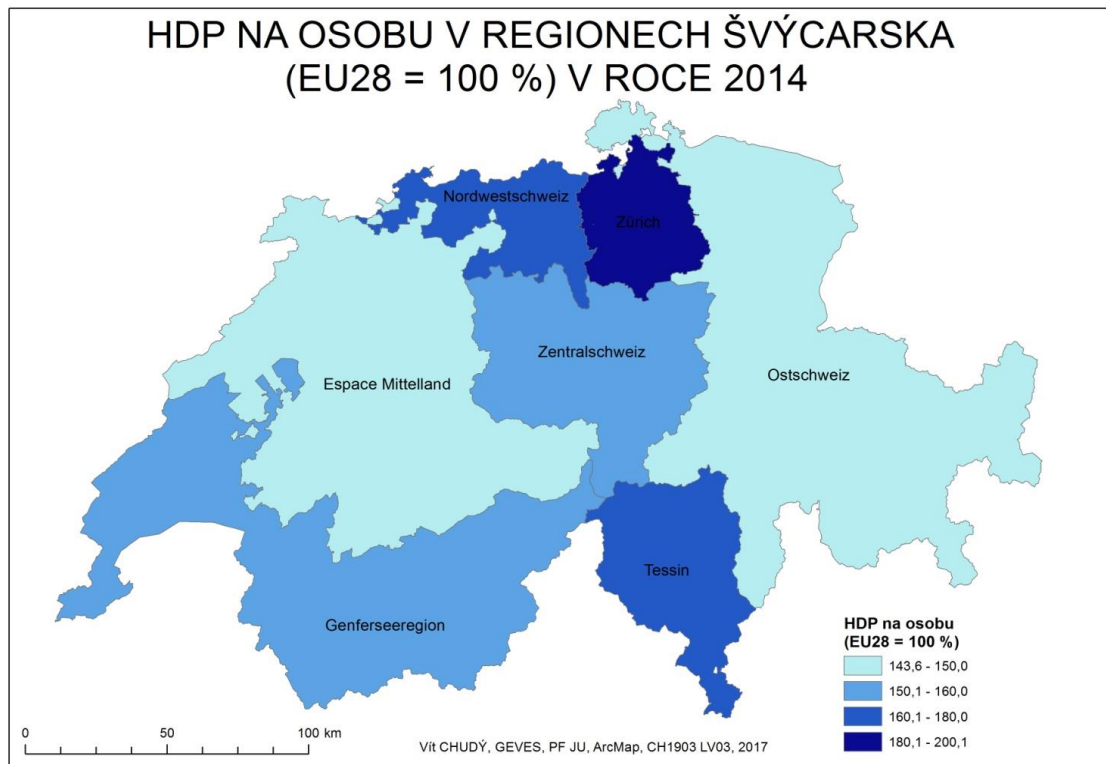 HDP NA OSOBU V REGIONECH ŠVÝCARSKA
(EU28 = 100 %) V ROCE 2014
Nordwestschweiz
Zürich
Zentralschweiz
Espace Mittelland
Ostschweiz
Tessin
Genferseeregion
HDP na osobu
(EU28 = 100 %)
143,6 - 150,0
150,1 - 160,0
160,1 - 180,0
180,1 - 200,1
0 50 100 km
Vít CHUDÝ, GEVES, PF JU, ArcMap, CH1903 LV03, 2017